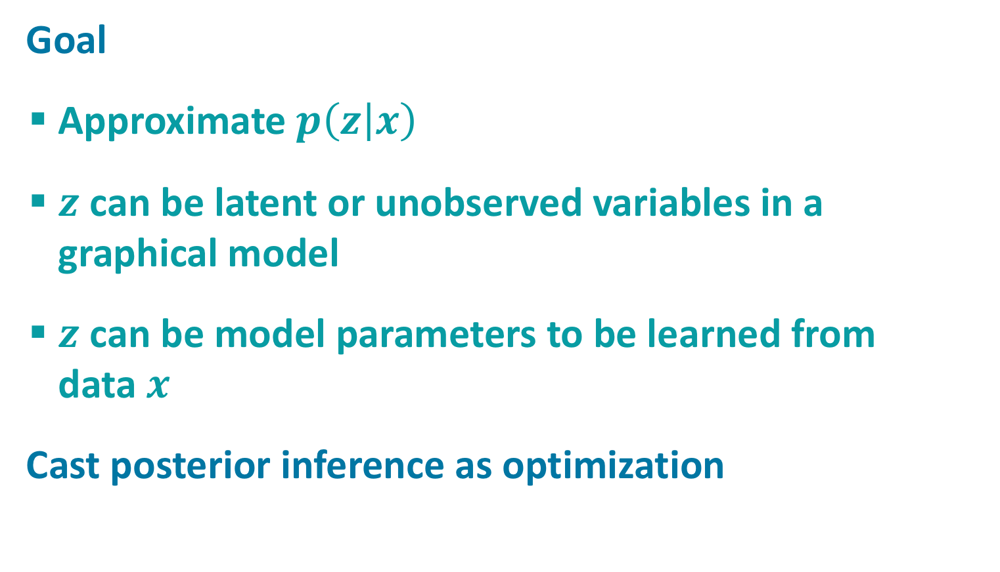 Goal
▪ Approximate p(z|x)
▪ z can be latent or unobserved variables in a
graphical model
▪ z can be model parameters to be learned from
data x
Cast posterior inference as optimization